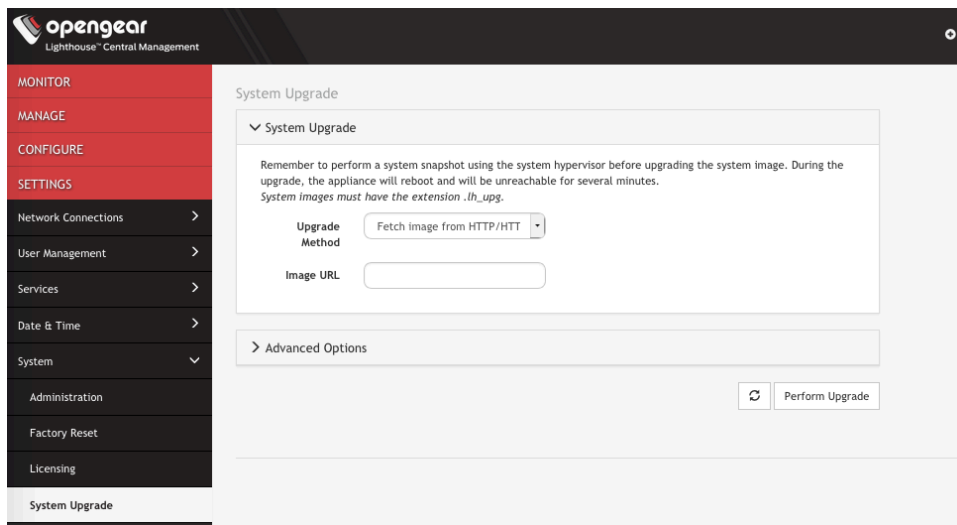 opengear
Lighthouse™ Central Management
MONITOR
MANAGE
CONFIGURE
SETTINGS
Network Connections
User Management
Services
Date & Time
System
Administration
Factory Reset
Licensing
System Upgrade
System Upgrade
System Upgrade
Remember to perform a system snapshot using the system hypervisor before upgrading the system image. During the
upgrade, the appliance will reboot and will be unreachable for several minutes.
System images must have the extension .lh_upg.
Upgrade
Method
Fetch image from HTTP/HTT
Image URL
Advanced Options
Perform Upgrade